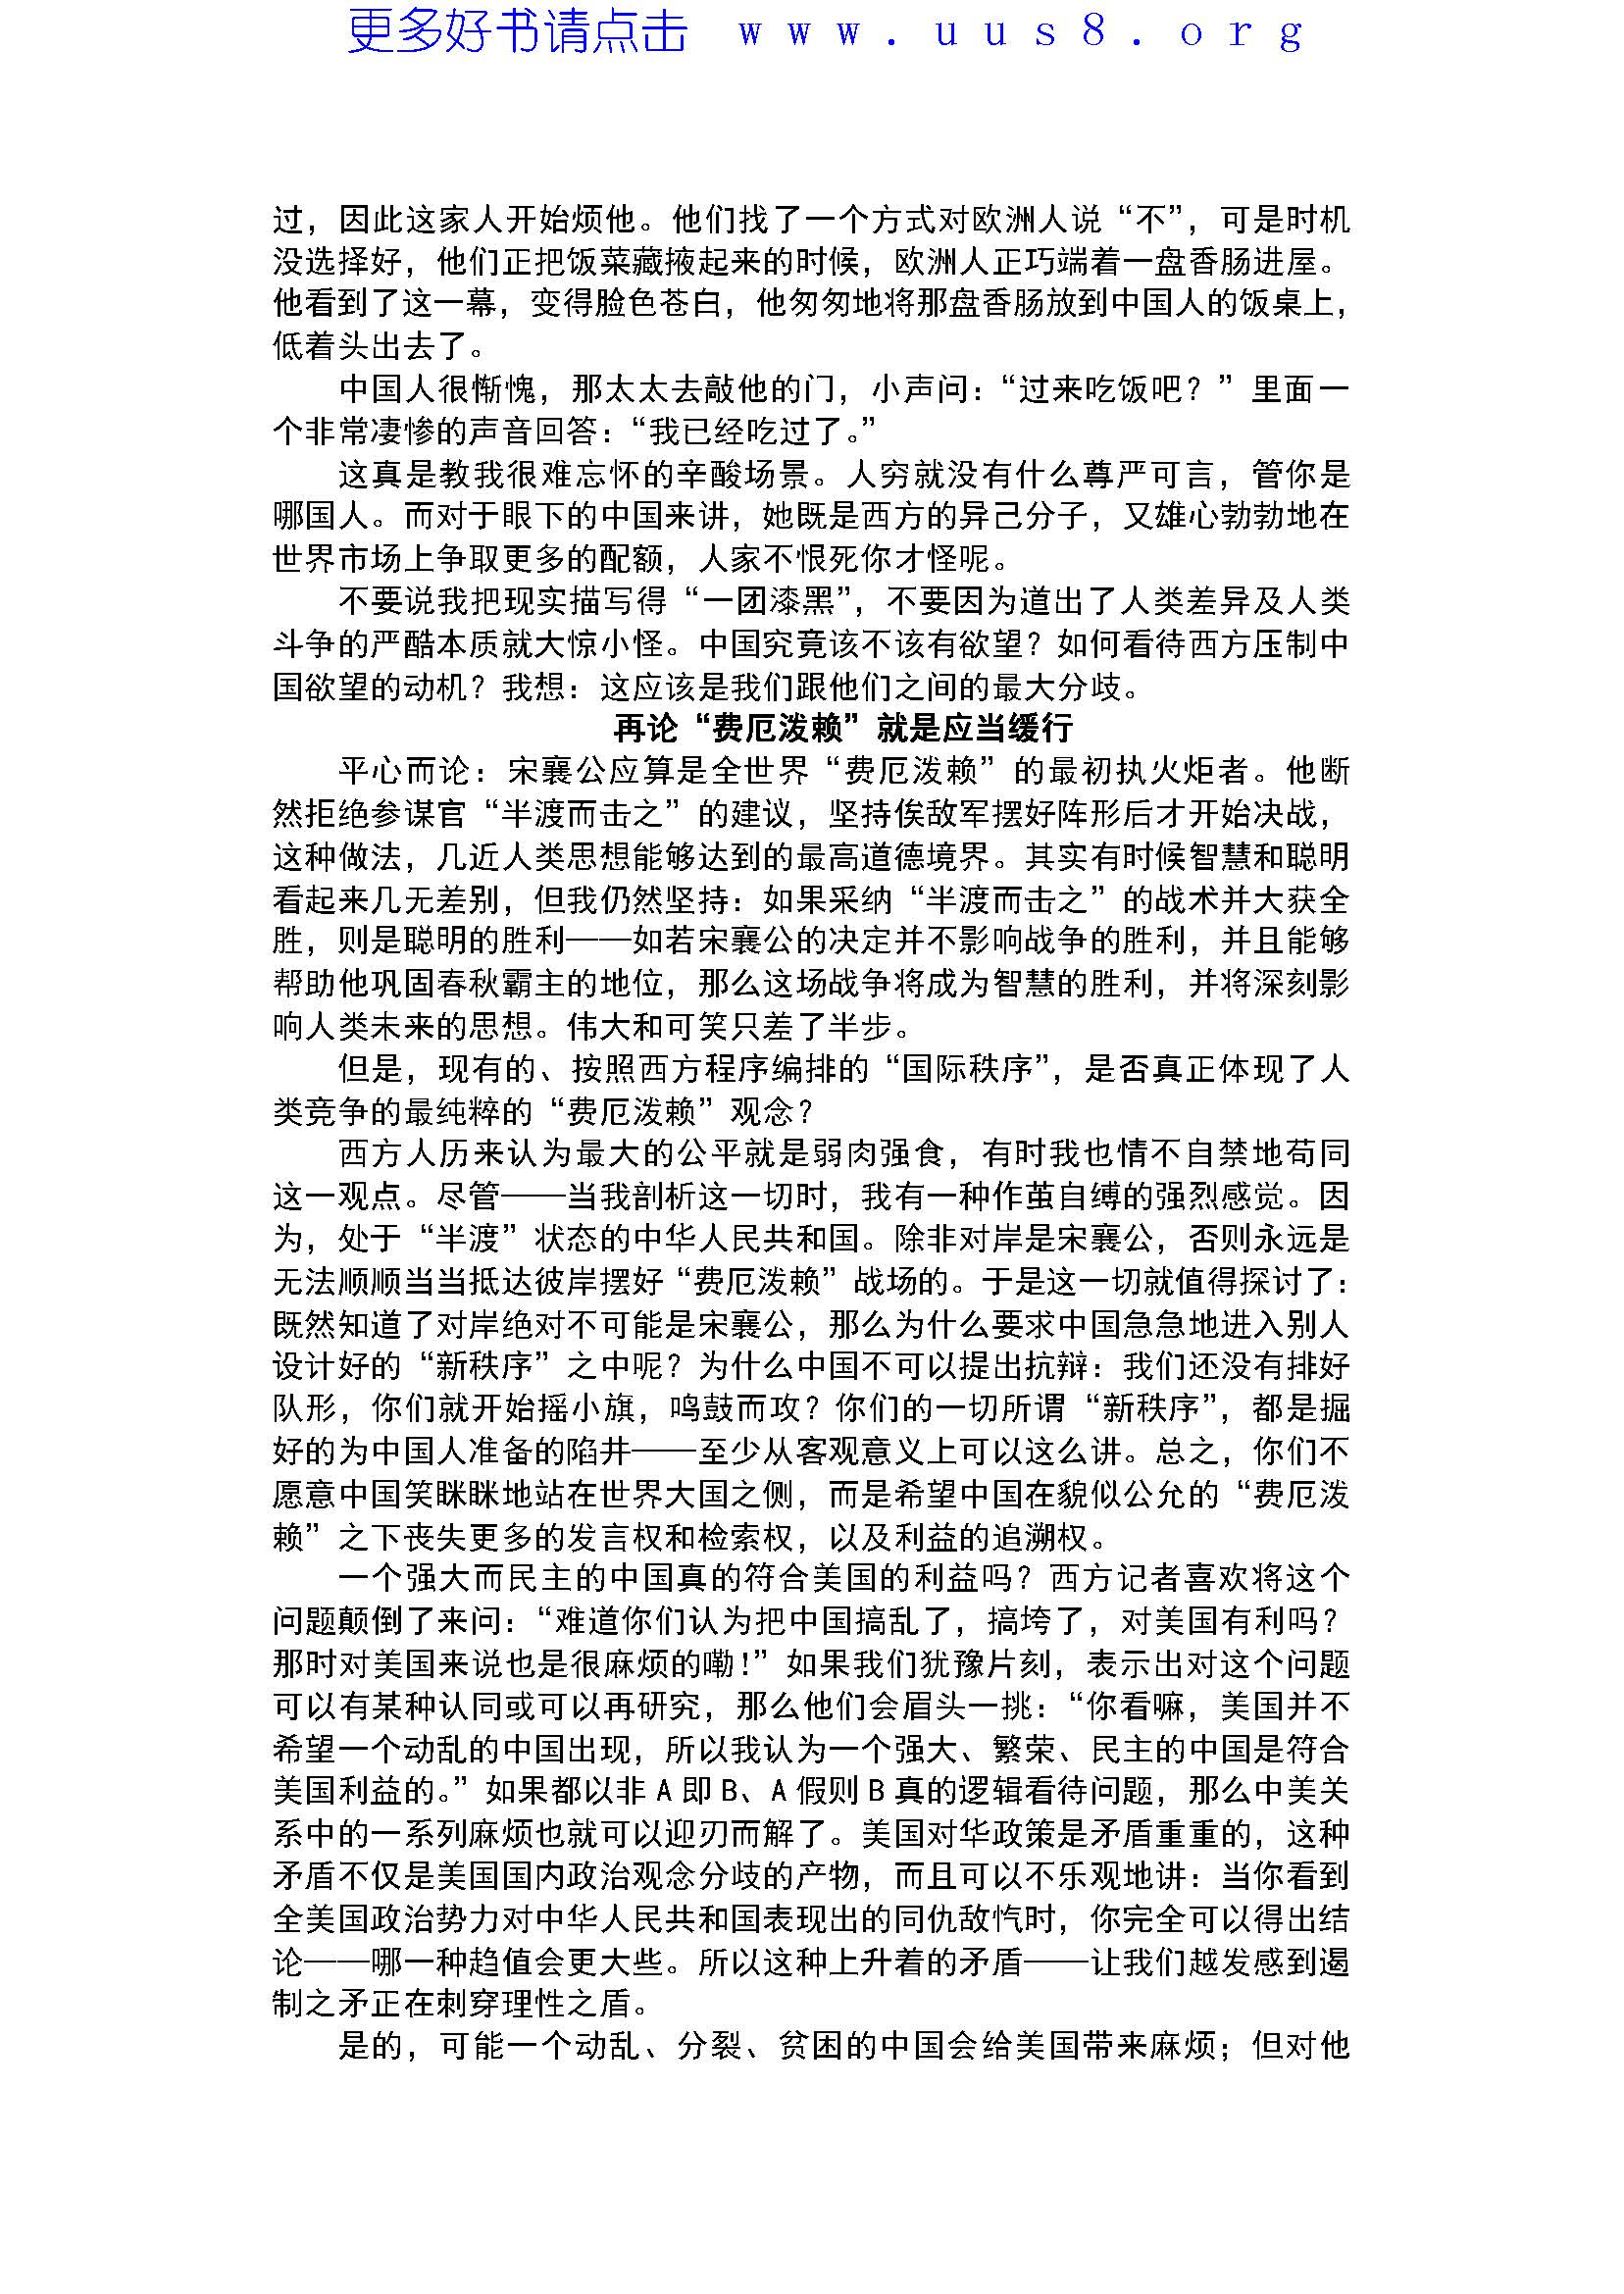 更多好书请点击 www.uus8.org
过，因此这家人开始烦他。他们找了一个方式对欧洲人说“不”，可是时机
没选择好，他们正把饭菜藏掖起来的时候，欧洲人正巧端着一盘香肠进屋。
他看到了这一幕，变得脸色苍白，他匆匆地将那盘香肠放到中国人的饭桌上，
低着头出去了。
中国人很惭愧，那太太去敲他的门，小声问：“过来吃饭吧？”里面一
个非常凄惨的声音回答：“我已经吃过了。”
这真是教我很难忘怀的辛酸场景。人穷就没有什么尊严可言，管你是
哪国人。而对于眼下的中国来讲，她既是西方的异己分子，又雄心勃勃地在
世界市场上争取更多的配额，人家不恨死你才怪呢。
不要说我把现实描写得“一团漆黑”，不要因为道出了人类差异及人类
斗争的严酷本质就大惊小怪。中国究竟该不该有欲望？如何看待西方压制中
国欲望的动机？我想：这应该是我们跟他们之间的最大分歧。
再论“费厄泼赖”就是应当缓行
平心而论：宋襄公应算是全世界“费厄泼赖”的最初执火炬者。他断
然拒绝参谋官“半渡而击之”的建议，坚持俟敌军摆好阵形后才开始决战，
这种做法，几近人类思想能够达到的最高道德境界。其实有时候智慧和聪明
看起来几无差别，但我仍然坚持：如果采纳“半渡而击之”的战术并大获全
胜，则是聪明的胜利——如若宋襄公的决定并不影响战争的胜利，并且能够
帮助他巩固春秋霸主的地位，那么这场战争将成为智慧的胜利，并将深刻影
响人类未来的思想。伟大和可笑只差了半步。
但是，现有的、按照西方程序编排的“国际秩序”，是否真正体现了人
类竞争的最纯粹的“费厄泼赖”观念？
西方人历来认为最大的公平就是弱肉强食，有时我也情不自禁地苟同
这一观点。尽管——当我剖析这一切时，我有一种作茧自缚的强烈感觉。因
为，处于“半渡”状态的中华人民共和国。除非对岸是宋襄公，否则永远是
无法顺顺当当抵达彼岸摆好“费厄泼赖”战场的。于是这一切就值得探讨了：
既然知道了对岸绝对不可能是宋襄公，那么为什么要求中国急急地进入别人
设计好的“新秩序”之中呢？为什么中国不可以提出抗辩：我们还没有排好
队形，你们就开始摇小旗，鸣鼓而攻？你们的一切所谓“新秩序”，都是掘
好的为中国人准备的陷井——至少从客观意义上可以这么讲。总之，你们不
愿意中国笑眯眯地站在世界大国之侧，而是希望中国在貌似公允的“费厄泼
赖”之下丧失更多的发言权和检索权，以及利益的追溯权。
一个强大而民主的中国真的符合美国的利益吗？西方记者喜欢将这个
问题颠倒了来问：“难道你们认为把中国搞乱了，搞垮了，对美国有利吗？
那时对美国来说也是很麻烦的嘞！”如果我们犹豫片刻，表示出对这个问题
可以有某种认同或可以再研究，那么他们会眉头一挑：“你看嘛，美国并不
希望一个动乱的中国出现，所以我认为一个强大、繁荣、民主的中国是符合
美国利益的。”如果都以非 A 即 B、A 假则 B 真的逻辑看待问题，那么中美关
系中的一系列麻烦也就可以迎刃而解了。美国对华政策是矛盾重重的，这种
矛盾不仅是美国国内政治观念分歧的产物，而且可以不乐观地讲：当你看到
全美国政治势力对中华人民共和国表现出的同仇敌忾时，你完全可以得出结
论——哪一种趋值会更大些。所以这种上升着的矛盾——让我们越发感到遏
制之矛正在刺穿理性之盾。
是的，可能一个动乱、分裂、贫困的中国会给美国带来麻烦；但对他